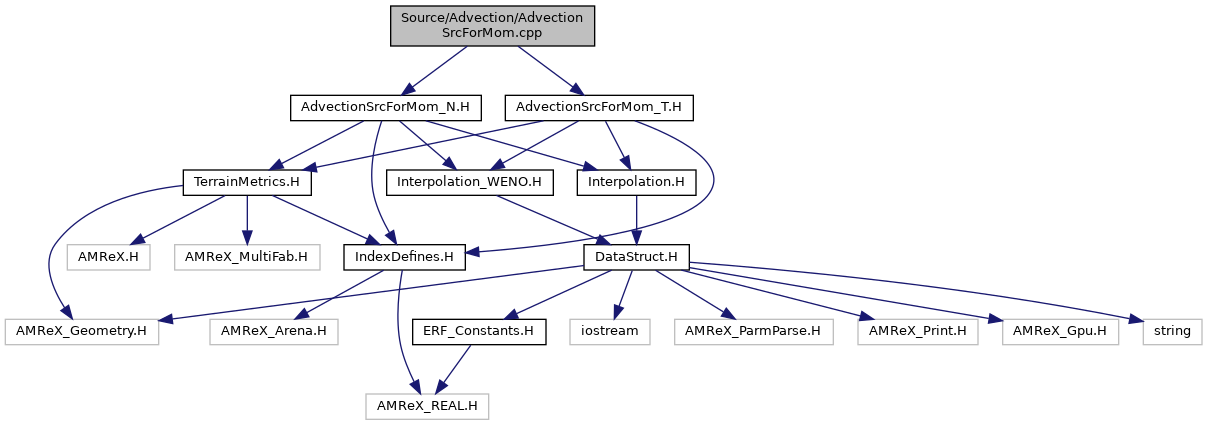 Source/Advection/Advection
SrcForMom.cpp
AdvectionSrcForMom_N.H
AdvectionSrcForMom_T.H
TerrainMetrics.H
Interpolation_WENO.H
Interpolation.H
AMReX.H
AMReX_MultiFab.H
IndexDefines.H
DataStruct.H
AMReX_Geometry.H
AMReX_Arena.H
ERF_Constants.H
iostream
AMReX_ParmParse.H
AMReX_Print.H
AMReX_Gpu.H
string
AMReX_REAL.H